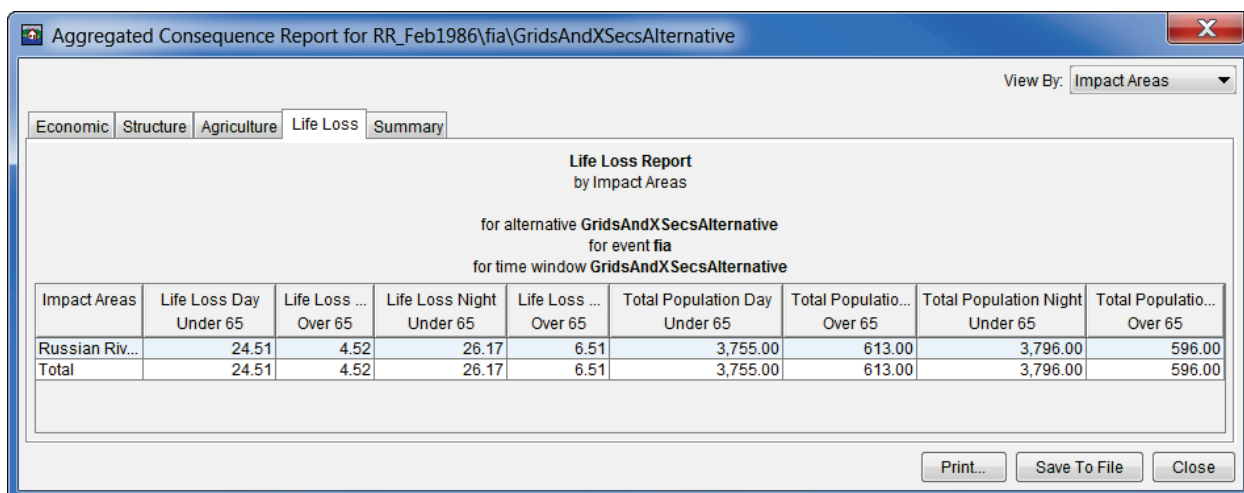 Aggregated Consequence Report for RR_Feb1986\fia\GridsAndXSecsAlternative
X
View By: Impact Areas
Economic Structure Agriculture Life Loss Summary
Life Loss Report
by Impact Areas
for alternative GridsAndXSecsAlternative
for event fia
for time window GridsAndXSecsAlternative
Impact Areas Life Loss Day Life Loss ... Life Loss Night Life Loss ... Total Population Day Total Populatio... Total Population Night Total Populatio...
Under 65 Over 65 Under 65 Over 65 Under 65 Over 65 Under 65 Over 65
Russian Riv... 24.51 4.52 26.17 6.51 3,755.00 613.00 3,796.00 596.00
Total 24.51 4.52 26.17 6.51 3,755.00 613.00 3,796.00 596.00
Print... Save To File Close